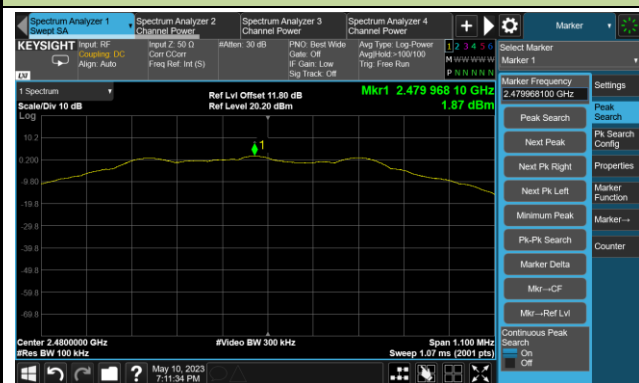 Spectrum Analyzer 1
Swept SA
Spectrum Analyzer 2
Channel Power
Spectrum Analyzer 3
Channel Power
Spectrum Analyzer 4
Channel Power
+
Marker
KEYSIGHT
Input: RF
Coupling: DC
Align: Auto
Input Z: 50 Ω
Corr CCorr
Freq Ref: Int (S)
#Atten: 30 dB
PNO: Best Wide
Gate: Off
IF Gain: Low
Sig Track: Off
Avg Type: Log-Power
Avg|Hold:>100/100
Trig: Free Run
1 2 3 4 5 6
M W W W W W
P N N N N N
LXI
Select Marker
Marker 1
1 Spectrum
Scale/Div 10 dB
Log
Ref Lvl Offset 11.80 dB
Ref Level 20.20 dBm
Mkr1 2.479 968 10 GHz
1.87 dBm
1
10.2
0.200
-9.80
-19.8
-29.8
-39.8
-49.8
-59.8
-69.8
Center 2.4800000 GHz
#Res BW 100 kHz
#Video BW 300 kHz
Span 1.100 MHz
Sweep 1.07 ms (2001 pts)
Marker Frequency
2.479968100 GHz
Peak Search
Next Peak
Next Pk Right
Next Pk Left
Minimum Peak
Pk-Pk Search
Marker Delta
Mkr→CF
Mkr→Ref Lvl
Continuous Peak
Search
On
Off
Settings
Peak
Search
Pk Search
Config
Properties
Marker
Function
Marker→
Counter
?
May 10, 2023
7:11:34 PM